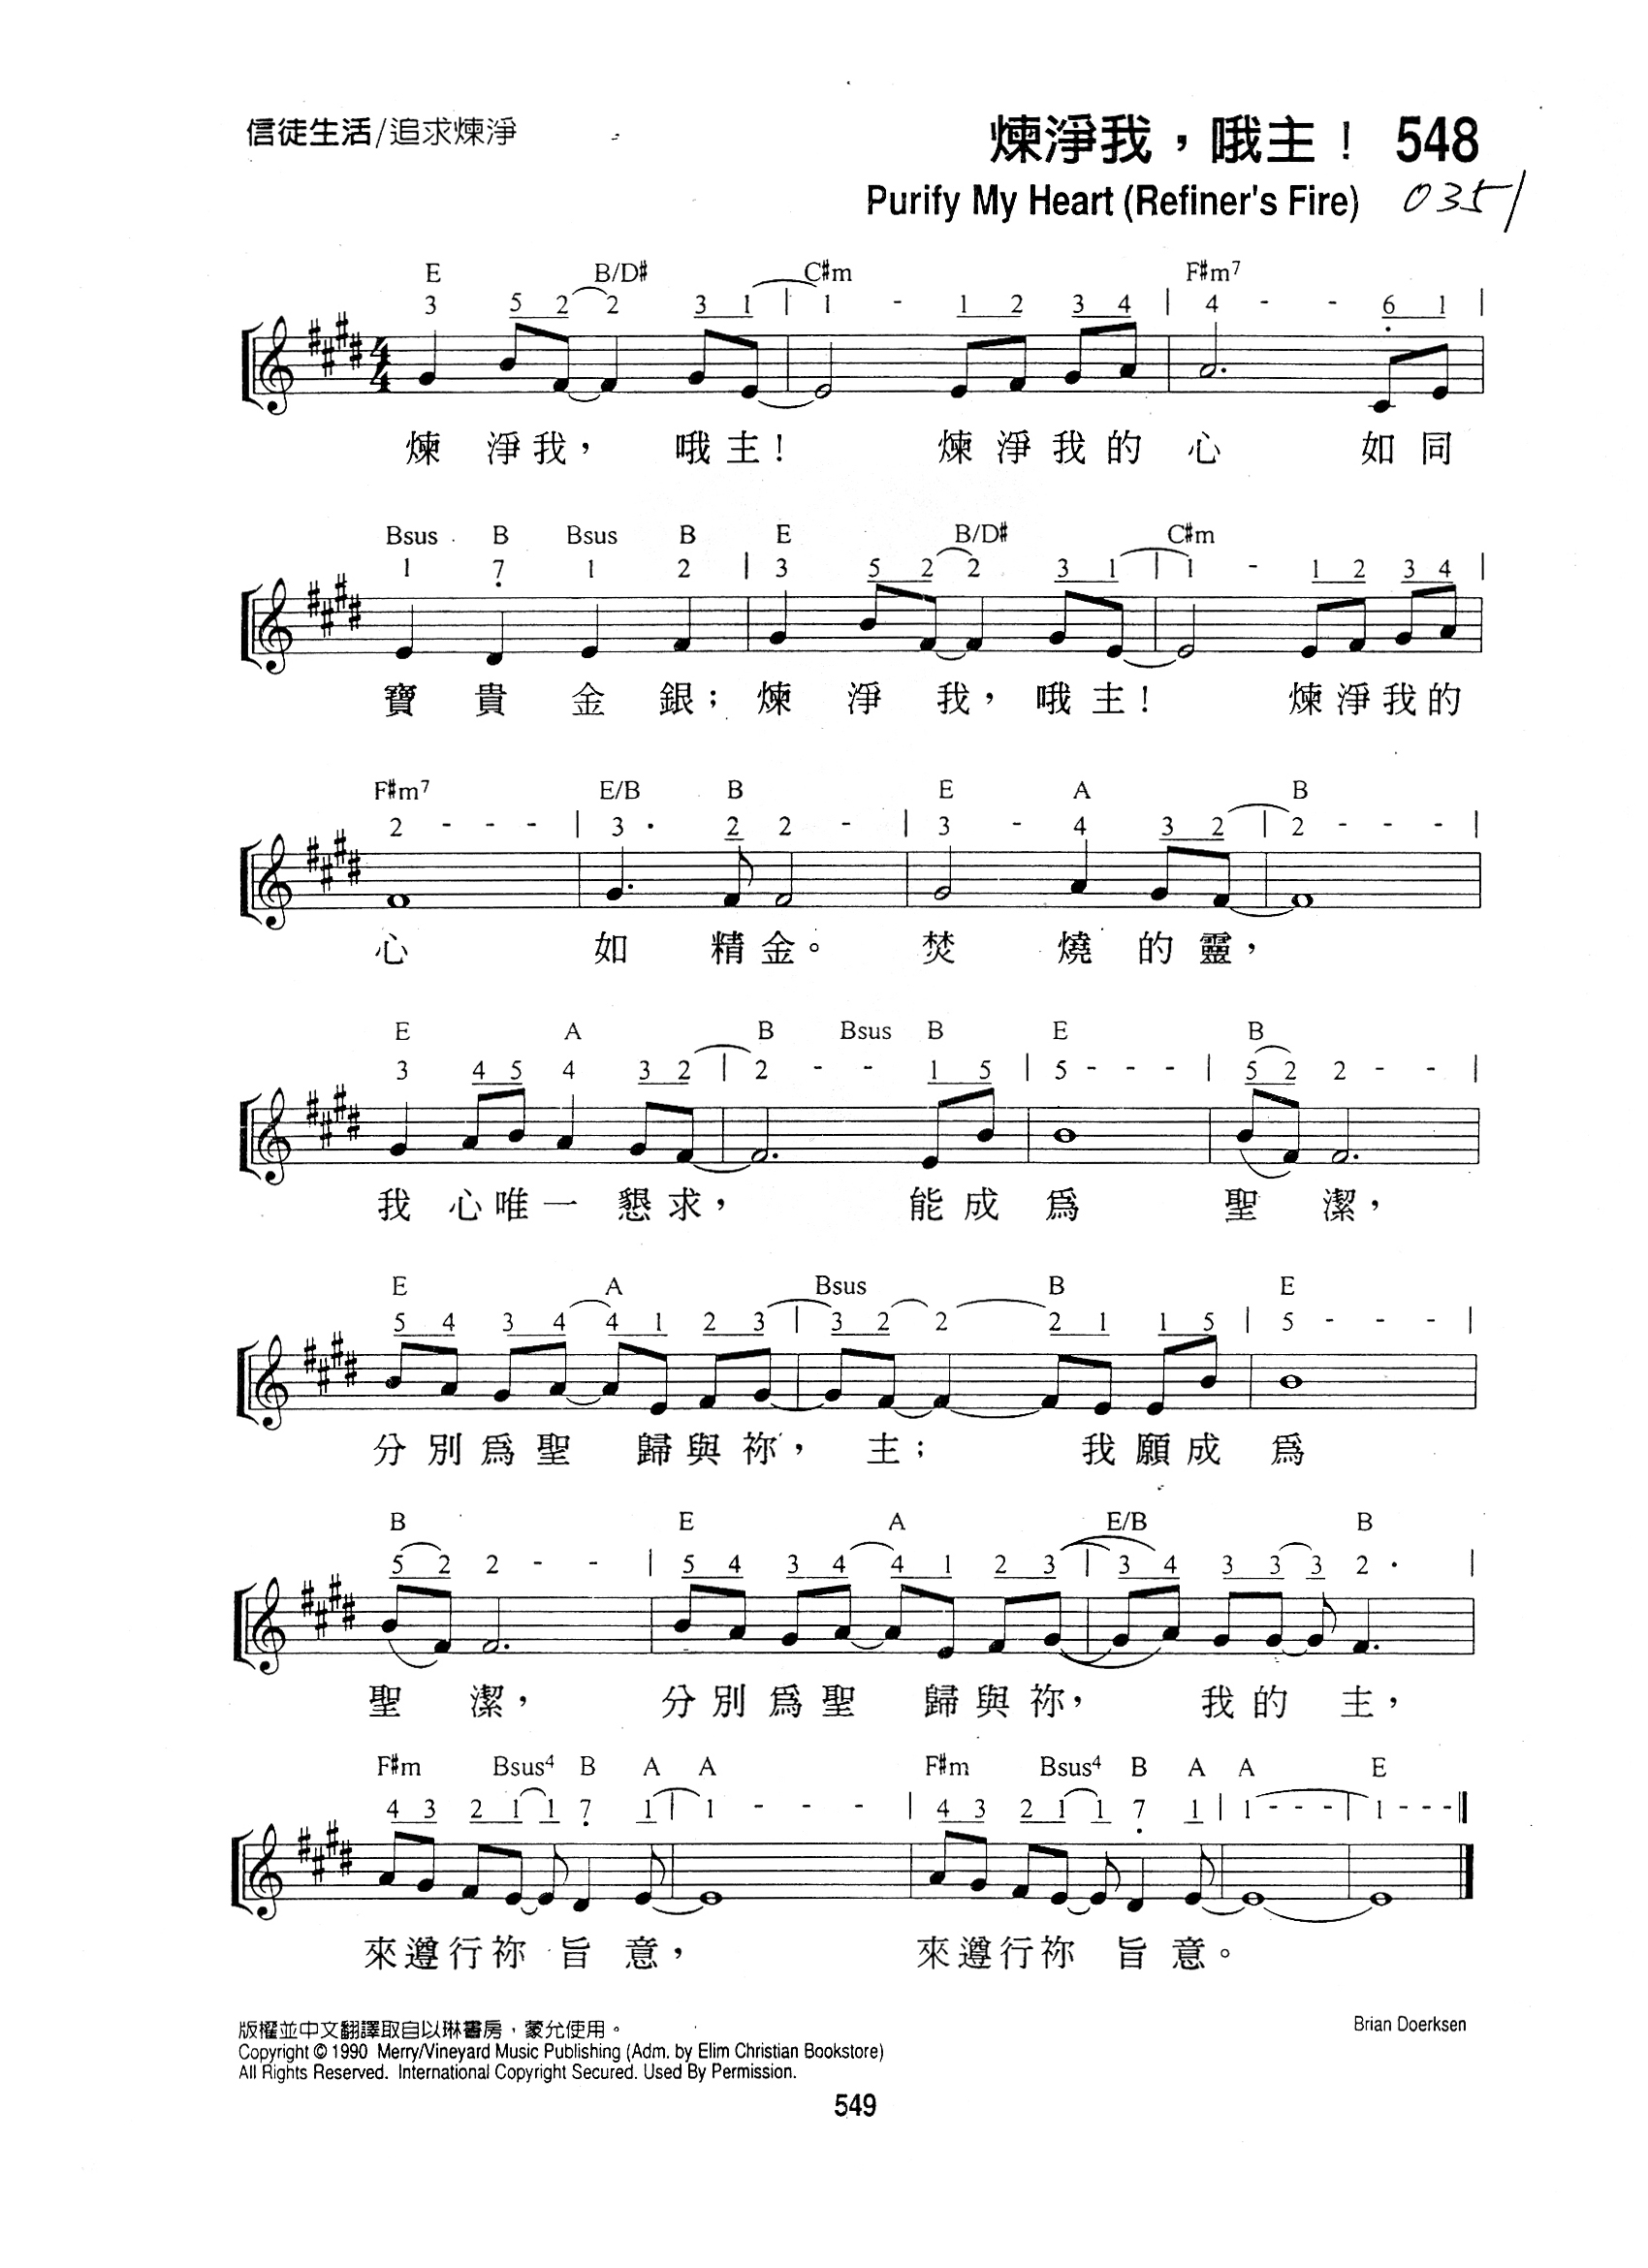 信徒生活/追求煉淨
煉淨我，哦主！ 548
Purify My Heart (Refiner's Fire) 0351
E B/D# C#m F#m7
3 5 2 2 3 1 | 1 - 1 2 3 4 | 4 - - 6 1 |
煉 淨我， 哦主！ 煉淨我的 心 如同
Bsus B Bsus B E B/D# C#m
1 7 1 2 | 3 5 2 2 3 1 | 1 - 1 2 3 4 |
寶 貴 金 銀；煉 淨 我，哦主！ 煉淨我的
F#m7 E/B B E A B
2 - - - | 3 · 2 2 - | 3 - 4 3 2 | 2 - - - |
心 如 精金。 焚 燒 的靈，
E A B Bsus B E B
3 4 5 4 3 2 | 2 - - 1 5 | 5 - - - | 5 2 2 - - |
我 心唯一 懇求， 能成 爲 聖 潔，
E A Bsus B E
5 4 3 4 4 1 2 3 | 3 2 2 2 1 1 5 | 5 - - - |
分別爲聖 歸與祢， 主； 我願成 爲
B E A E/B B
5 2 2 - - | 5 4 3 4 4 1 2 3 | 3 4 3 3 3 2 · |
聖 潔， 分別爲聖 歸與祢， 我的 主，
F#m Bsus4 B A A F#m Bsus4 B A A E
4 3 2 1 1 7 1 | 1 - - - | 4 3 2 1 1 7 1 | 1 - - - | 1 - - - ‖
來遵行祢 旨 意， 來遵行祢 旨 意。
版權並中文翻譯取自以琳書房，蒙允使用。 Brian Doerksen
Copyright © 1990 Merry/Vineyard Music Publishing (Adm. by Elim Christian Bookstore)
All Rights Reserved. International Copyright Secured. Used By Permission.
549